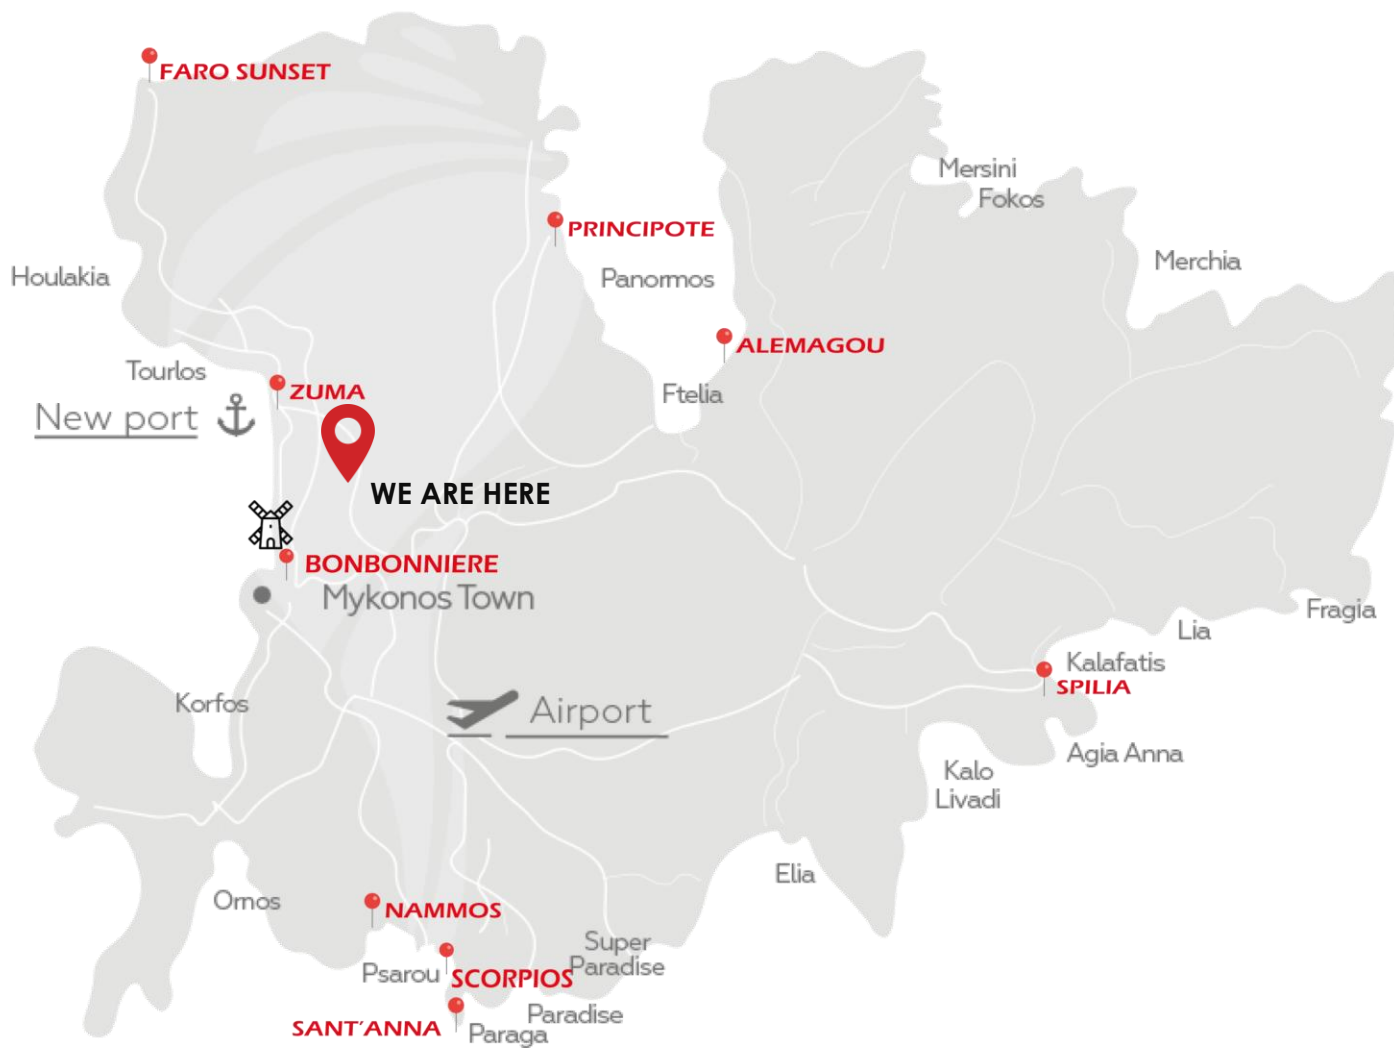 FARO SUNSET
Mersini
Fokos
PRINCIPOTE
Merchia
Houlakia
Panormos
ALEMAGOU
Tourlos
ZUMA
Ftelia
New port
WE ARE HERE
BONBONNIERE
Mykonos Town
Fragia
Lia
Kalafatis
SPILIA
Korfos
Airport
Agia Anna
Kalo
Livadi
Elia
Ornos
NAMMOS
Super
Paradise
Psarou
SCORPIOS
Paradise
SANT'ANNA
Paraga